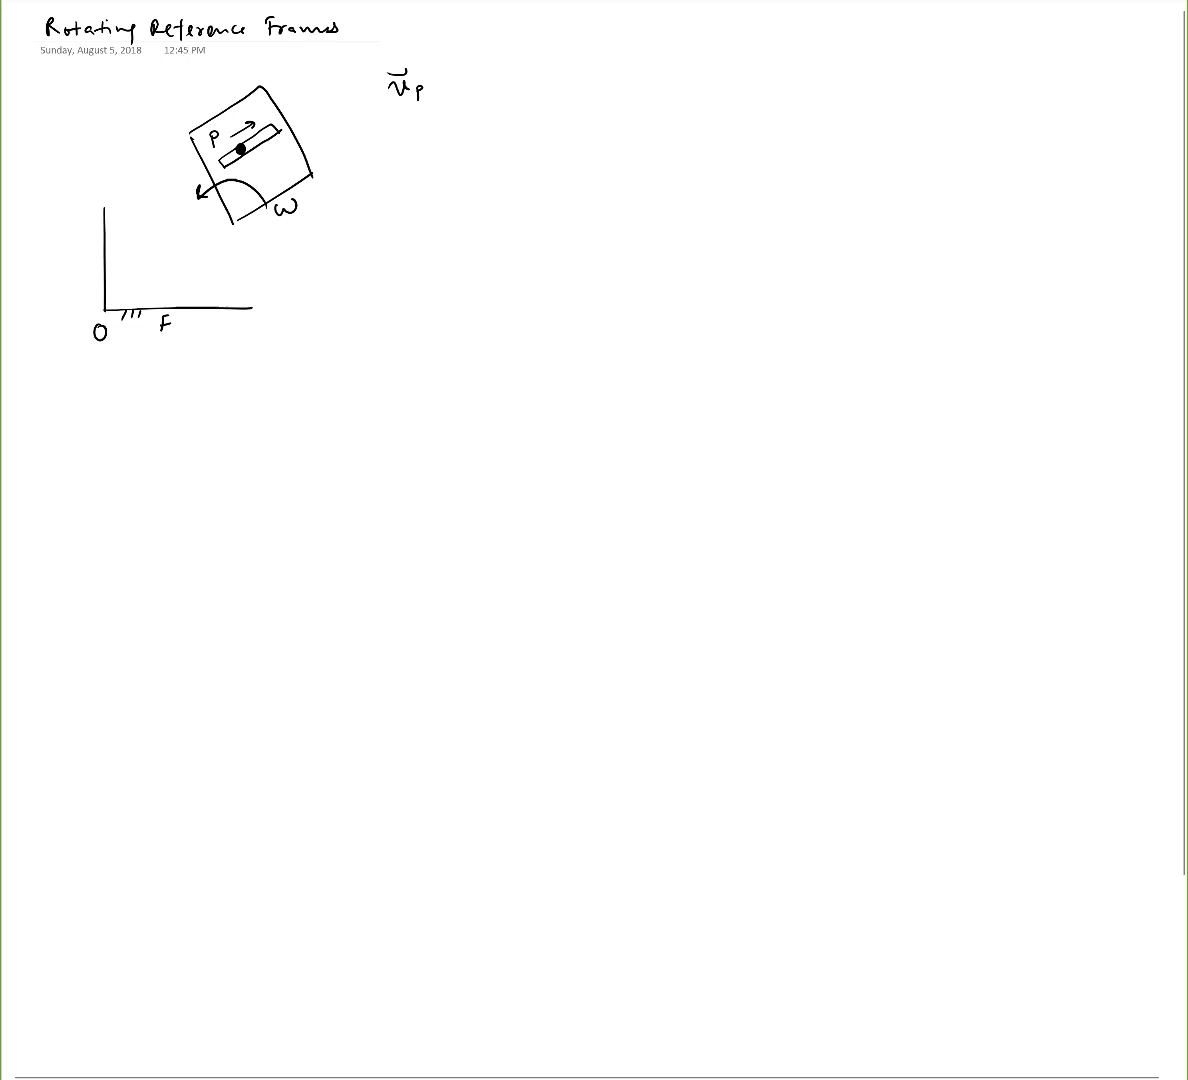 Rotating Reference Frames
Sunday, August 5, 2018 12:45 PM
v̄p
P
ω
F
O